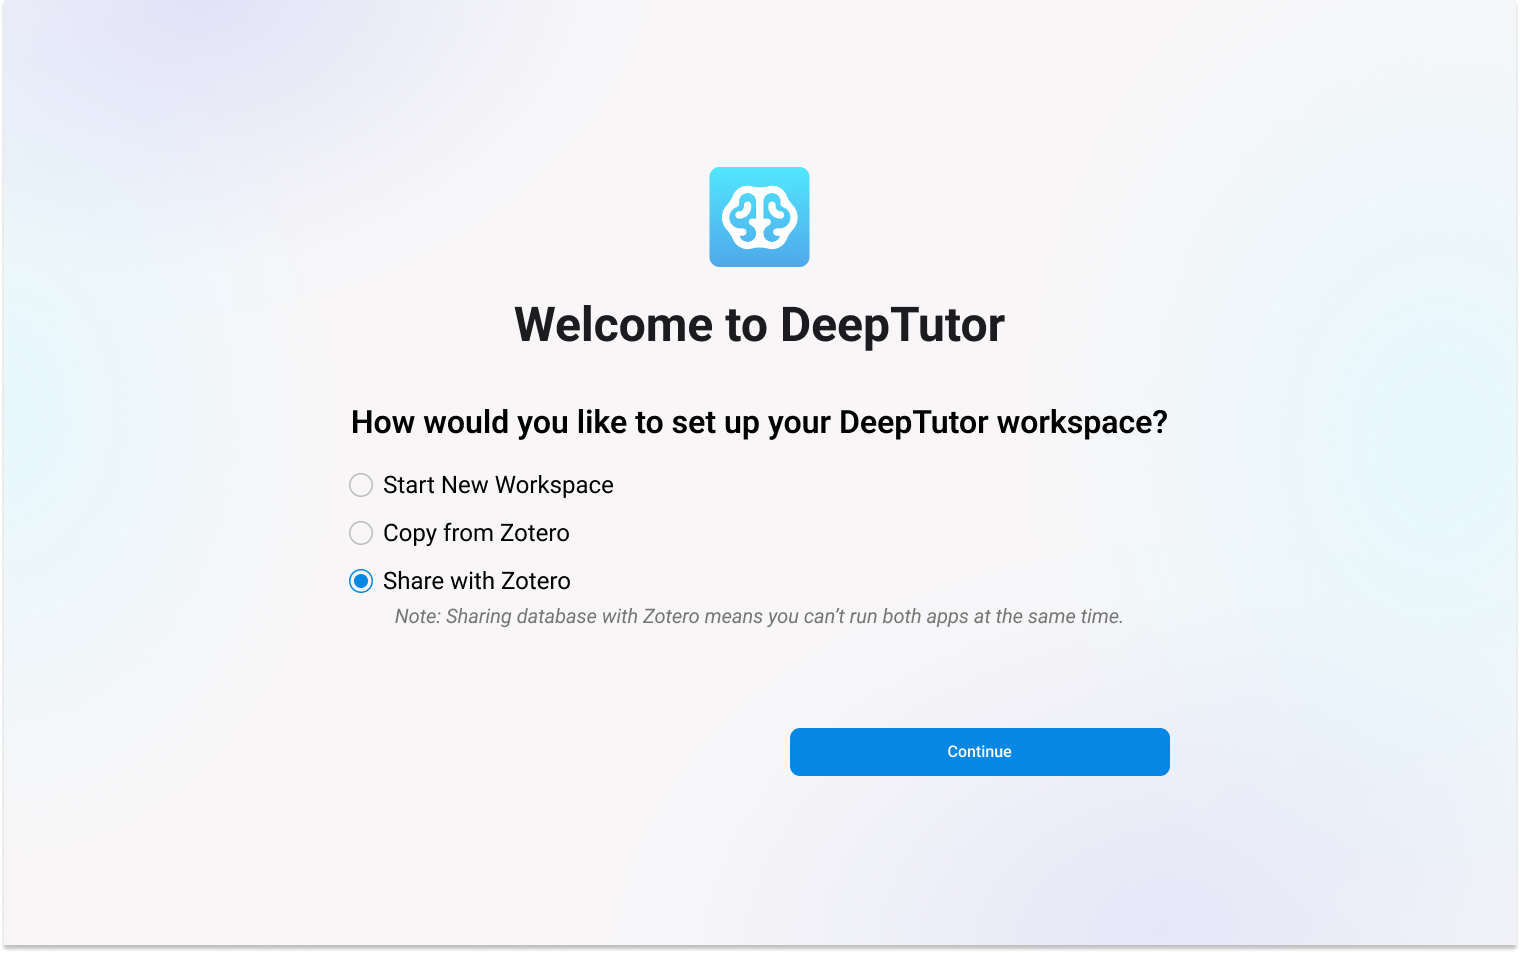 Welcome to DeepTutor
How would you like to set up your DeepTutor workspace?
Start New Workspace
Copy from Zotero
Share with Zotero
Note: Sharing database with Zotero means you can’t run both apps at the same time.
Continue